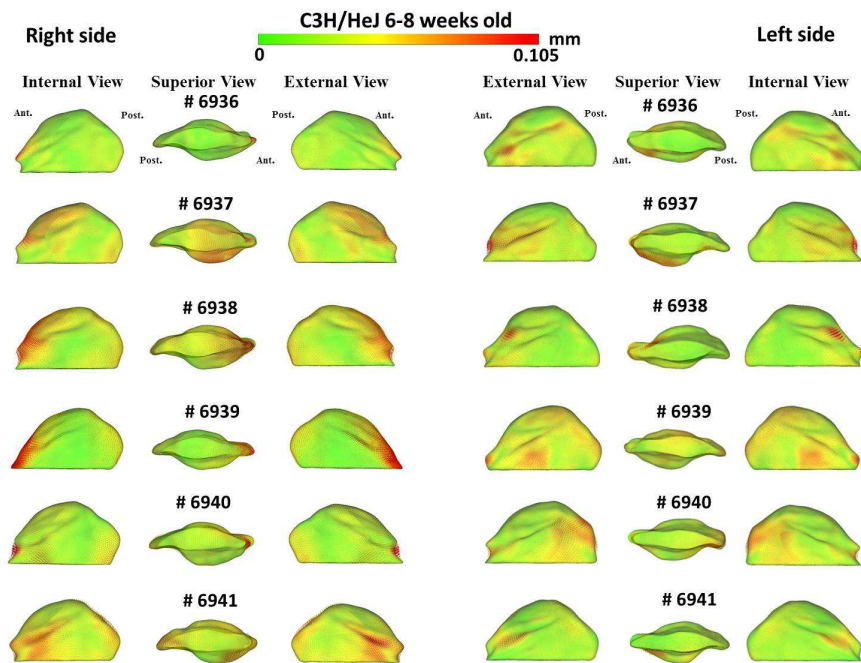 C3H/HeJ 6-8 weeks old
Right side
Left side
0
0.105
mm
Internal View Superior View External View
External View Superior View Internal View
# 6936
# 6936
Ant. Post. Post. Ant. Post. Ant.
Ant. Post. Ant. Post. Post. Ant.
# 6937
# 6937
# 6938
# 6938
# 6939
# 6939
# 6940
# 6940
# 6941
# 6941